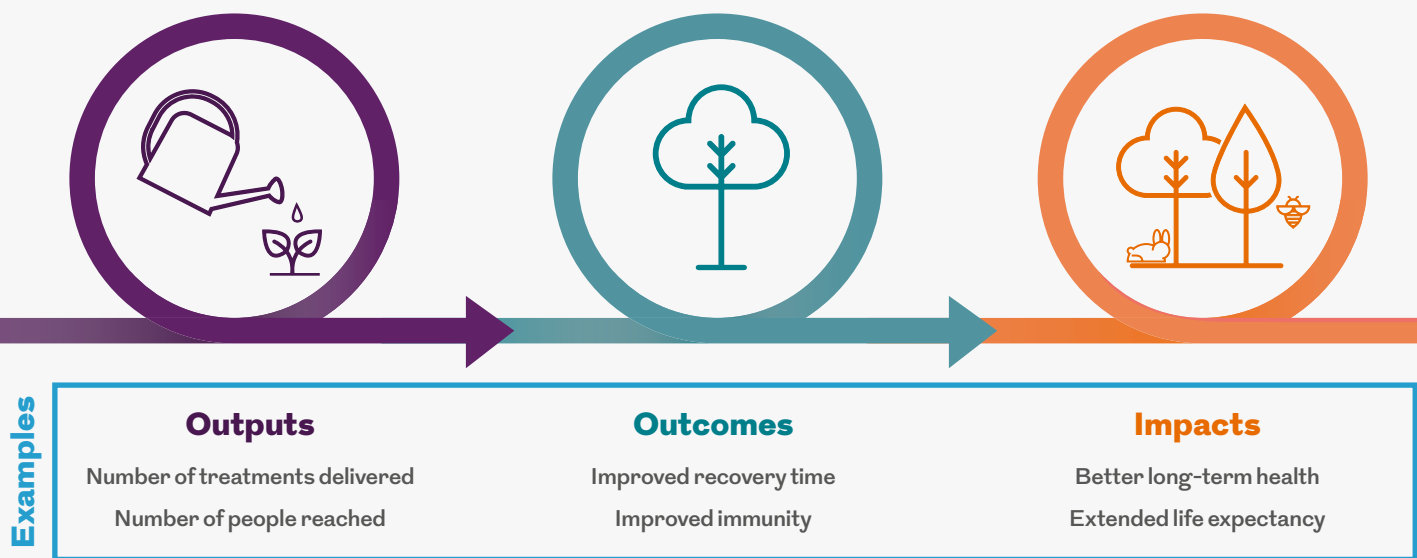 Examples
Outputs
Number of treatments delivered
Number of people reached
Outcomes
Improved recovery time
Improved immunity
Impacts
Better long-term health
Extended life expectancy